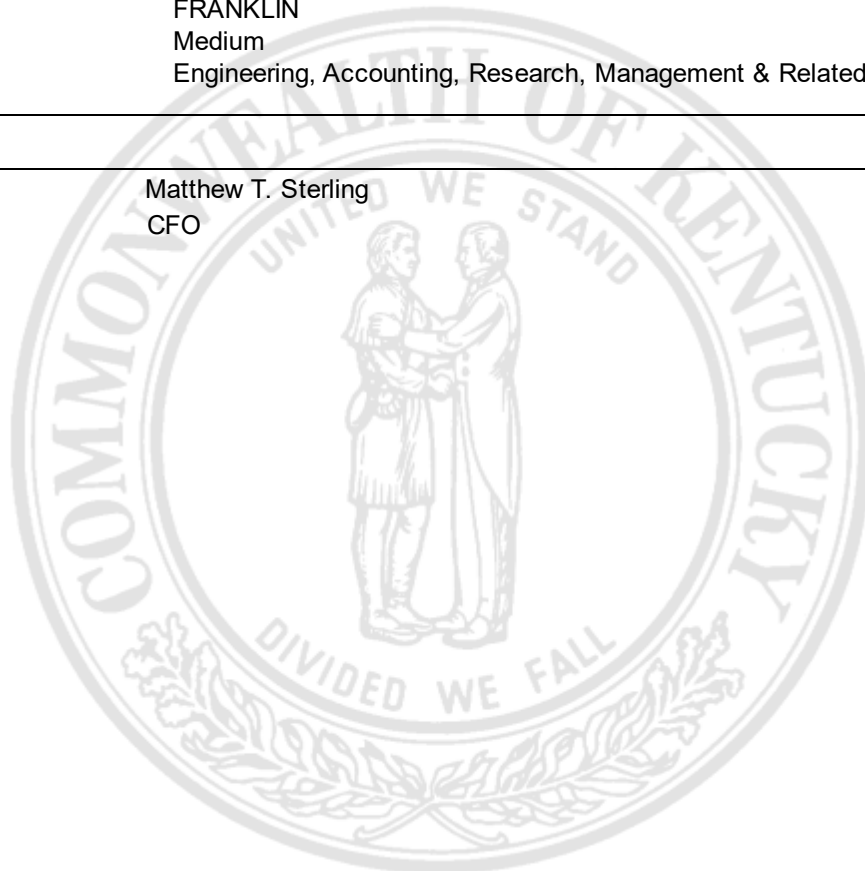 FRANKLIN
Medium
Engineering, Accounting, Research, Management & Related
Matthew T. Sterling
CFO
COMMONWEALTH OF KENTUCKY
UNITED WE STAND
DIVIDED WE FALL